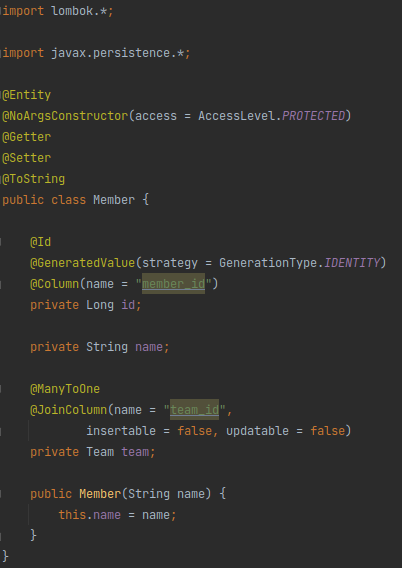 import lombok.*;
import javax.persistence.*;
@Entity
@NoArgsConstructor(access = AccessLevel.PROTECTED)
@Getter
@Setter
@ToString
public class Member {
@Id
@GeneratedValue(strategy = GenerationType.IDENTITY)
@Column(name = "member_id")
private Long id;
private String name;
@ManyToOne
@JoinColumn(name = "team_id",
insertable = false, updatable = false)
private Team team;
public Member(String name) {
this.name = name;
}
}